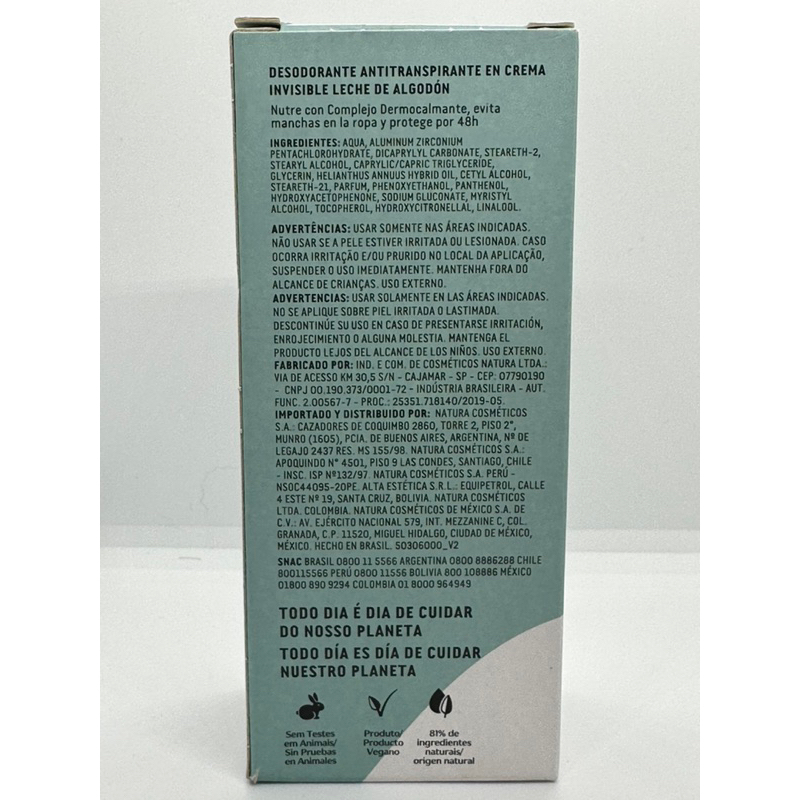 DESODORANTE ANTITRANSPIRANTE EN CREMA
INVISIBLE LECHE DE ALGODÓN
Nutre con Complejo Dermocalmante, evita
manchas en la ropa y protege por 48h
INGREDIENTES: AQUA, ALUMINUM ZIRCONIUM
PENTACHLOROHYDRATE, DICAPRYLYL CARBONATE, STEARETH-2,
STEARYL ALCOHOL, CAPRYLIC/CAPRIC TRIGLYCERIDE,
GLYCERIN, HELIANTHUS ANNUUS HYBRID OIL, CETYL ALCOHOL,
STEARETH-21, PARFUM, PHENOXYETHANOL, PANTHENOL,
HYDROXYACETOPHENONE, SODIUM GLUCONATE, MYRISTYL
ALCOHOL, TOCOPHEROL, HYDROXYCITRONELLAL, LINALOOL.
ADVERTÊNCIAS: USAR SOMENTE NAS ÁREAS INDICADAS.
NÃO USAR SE A PELE ESTIVER IRRITADA OU LESIONADA. CASO
OCORRA IRRITAÇÃO E/OU PRURIDO NO LOCAL DA APLICAÇÃO,
SUSPENDER O USO IMEDIATAMENTE. MANTENHA FORA DO
ALCANCE DE CRIANÇAS. USO EXTERNO.
ADVERTENCIAS: USAR SOLAMENTE EN LAS ÁREAS INDICADAS.
NO SE APLIQUE SOBRE PIEL IRRITADA O LASTIMADA.
DESCONTINÚE SU USO EN CASO DE PRESENTARSE IRRITACIÓN,
ENROJECIMIENTO O ALGUNA MOLESTIA. MANTENGA EL
PRODUCTO LEJOS DEL ALCANCE DE LOS NIÑOS. USO EXTERNO.
FABRICADO POR: IND. E COM. DE COSMÉTICOS NATURA LTDA.:
VIA DE ACESSO KM 30,5 S/N - CAJAMAR - SP - CEP: 07790190
- CNPJ 00.190.373/0001-72 - INDÚSTRIA BRASILEIRA - AUT.
FUNC. 2.00567-7 - PROC.: 25351.718140/2019-05.
IMPORTADO Y DISTRIBUIDO POR: NATURA COSMÉTICOS
S.A.: CAZADORES DE COQUIMBO 2860, TORRE 2, PISO 2°,
MUNRO (1605), PCIA. DE BUENOS AIRES, ARGENTINA, Nº DE
LEGAJO 2437 RES. MS 155/98. NATURA COSMÉTICOS S.A.:
APOQUINDO N° 4501, PISO 9 LAS CONDES, SANTIAGO, CHILE
- INSC. ISP Nº132/97. NATURA COSMÉTICOS S.A. PERÚ -
NSOC44095-20PE. ALTA ESTÉTICA S.R.L.: EQUIPETROL, CALLE
4 ESTE Nº 19, SANTA CRUZ, BOLIVIA. NATURA COSMÉTICOS
LTDA. COLOMBIA. NATURA COSMÉTICOS DE MÉXICO S.A. DE
C.V.: AV. EJÉRCITO NACIONAL 579, INT. MEZZANINE C, COL.
GRANADA, C.P. 11520, MIGUEL HIDALGO, CIUDAD DE MÉXICO,
MÉXICO. HECHO EN BRASIL. 50306000_V2
SNAC BRASIL 0800 11 5566 ARGENTINA 0800 8886288 CHILE
800115566 PERÚ 0800 11556 BOLIVIA 800 108886 MÉXICO
01800 890 9294 COLOMBIA 01 8000 964949
TODO DIA É DIA DE CUIDAR
DO NOSSO PLANETA
TODO DÍA ES DÍA DE CUIDAR
NUESTRO PLANETA
Sem Testes
em Animais/
Sin Pruebas
en Animales
Produto/
Producto
Vegano
81% de
ingredientes
naturais/
origen natural